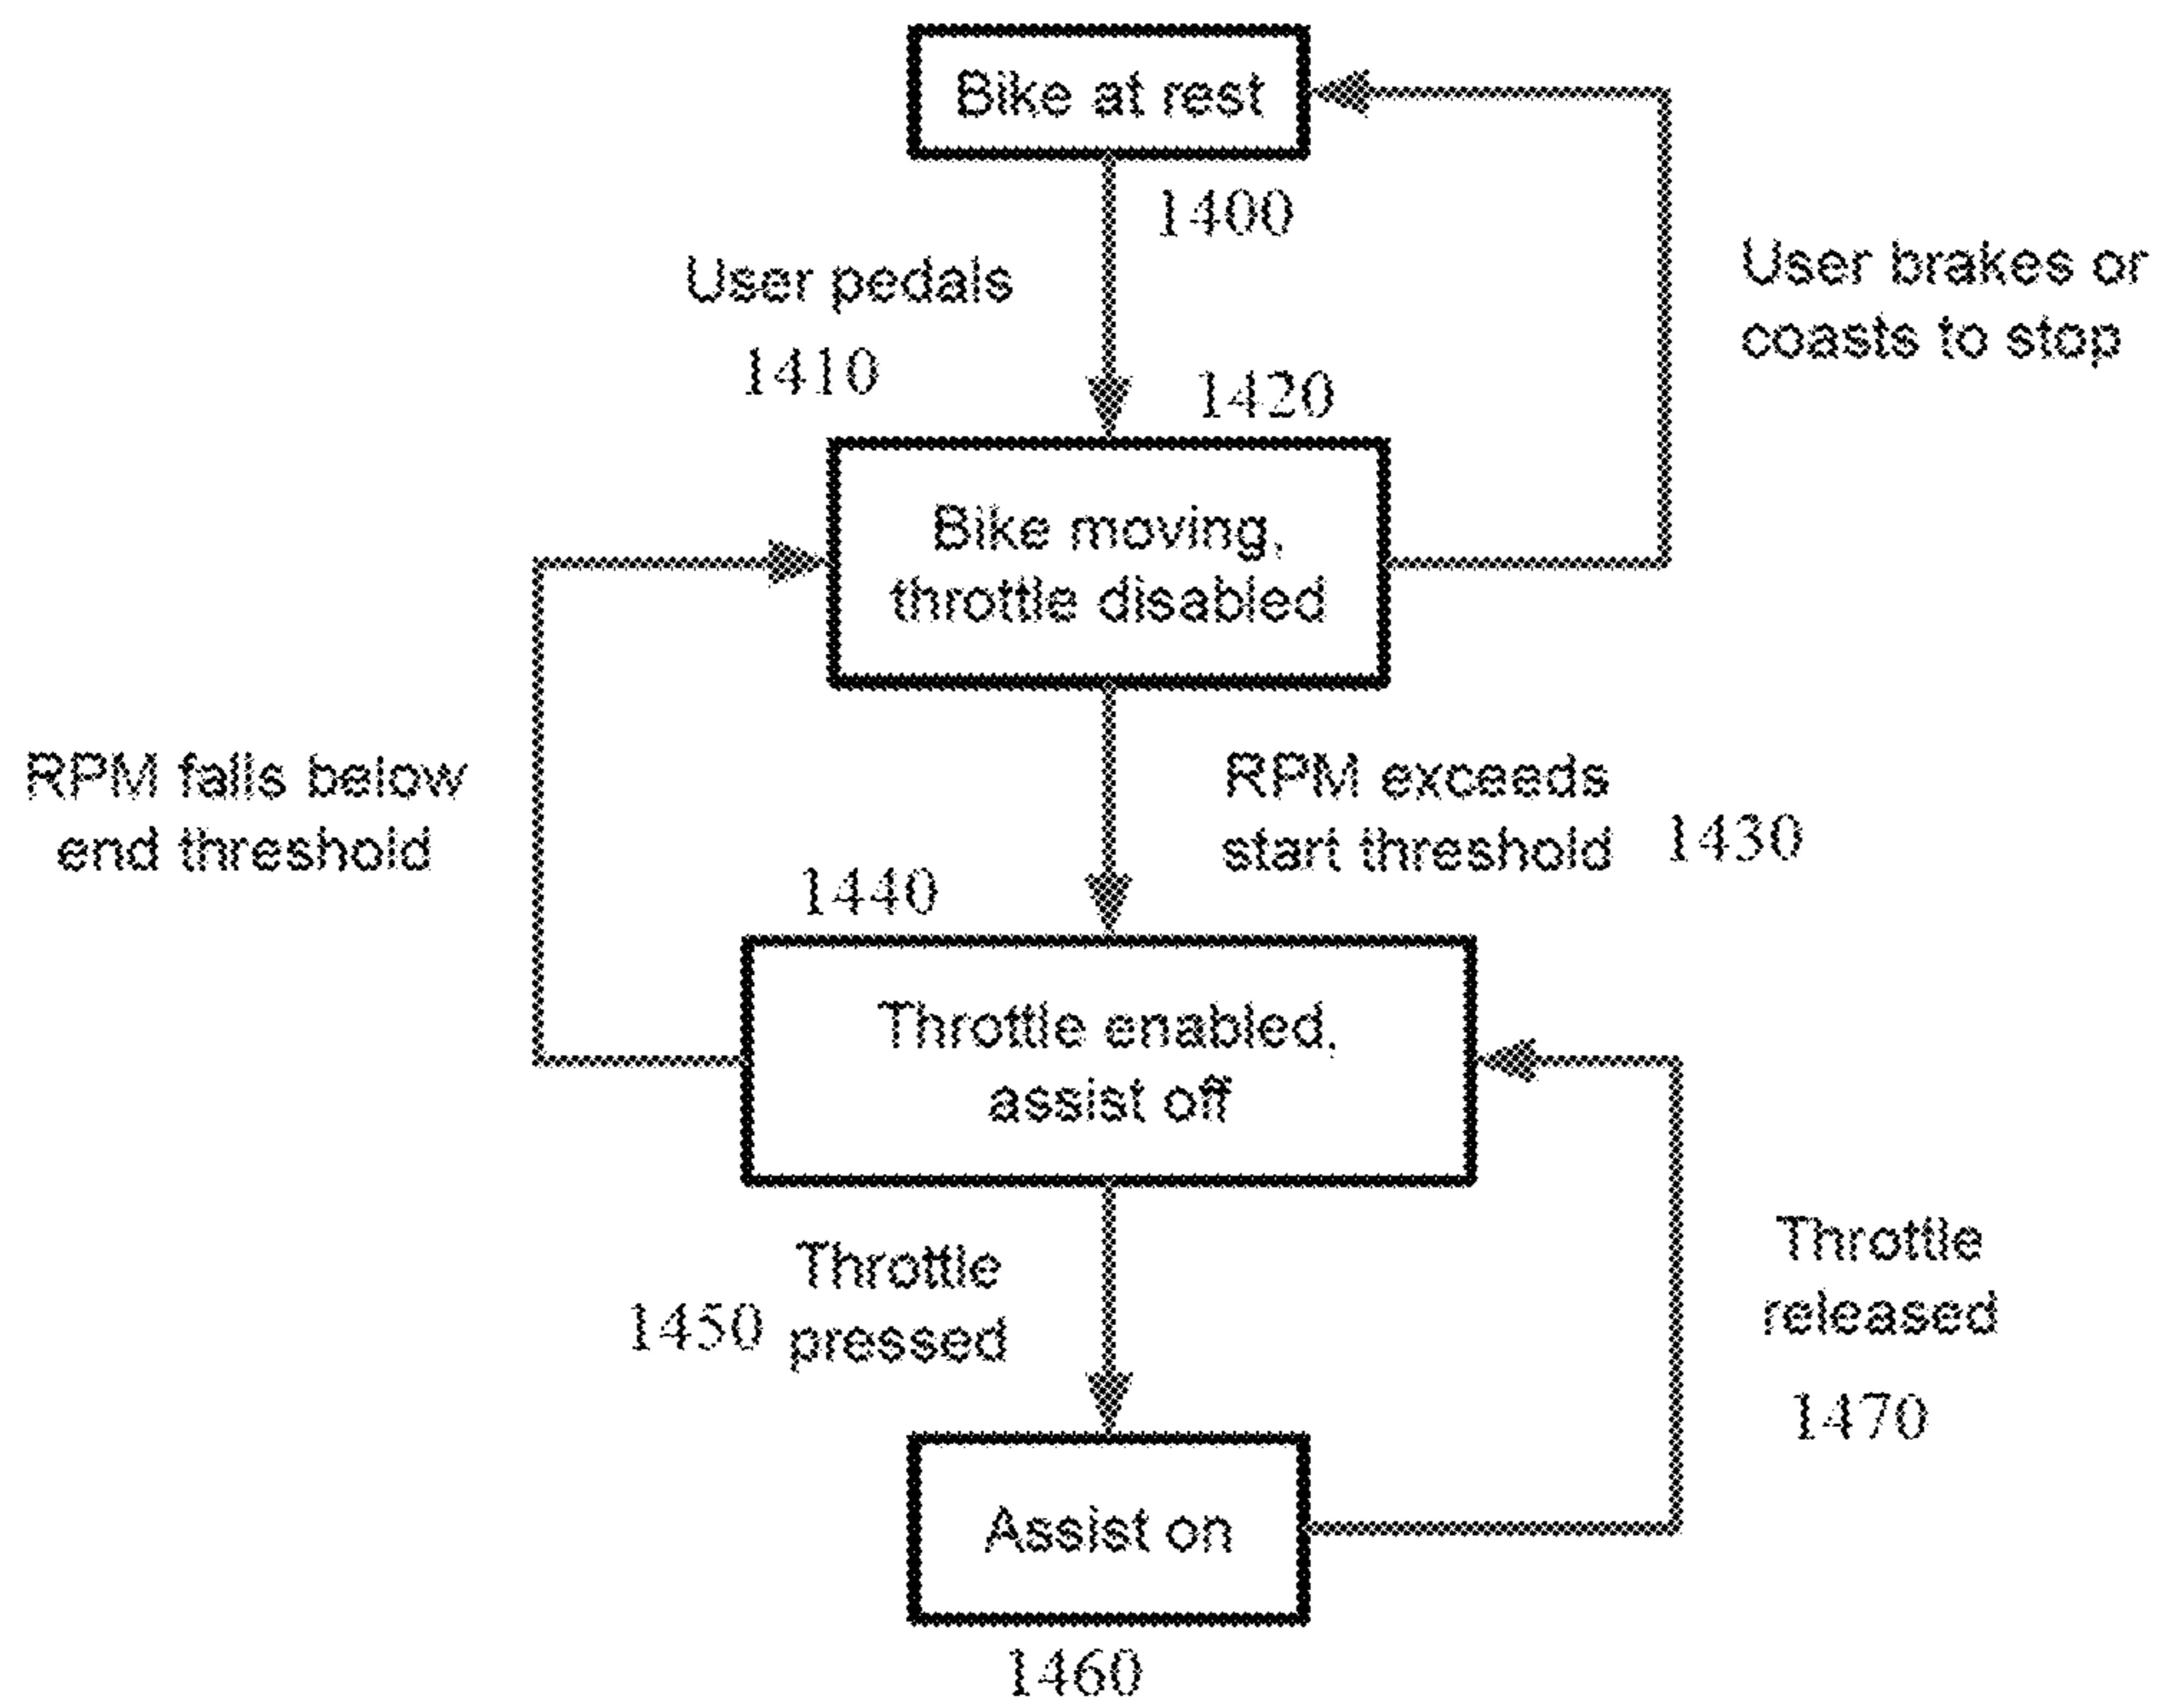 Bike at rest
1400
User pedals
1410
1420
User brakes or
coasts to stop
Bike moving,
throttle disabled
RPM falls below
end threshold
RPM exceeds
start threshold
1430
1440
Throttle enabled,
assist off
Throttle
pressed
1450
Throttle
released
1470
Assist on
1460